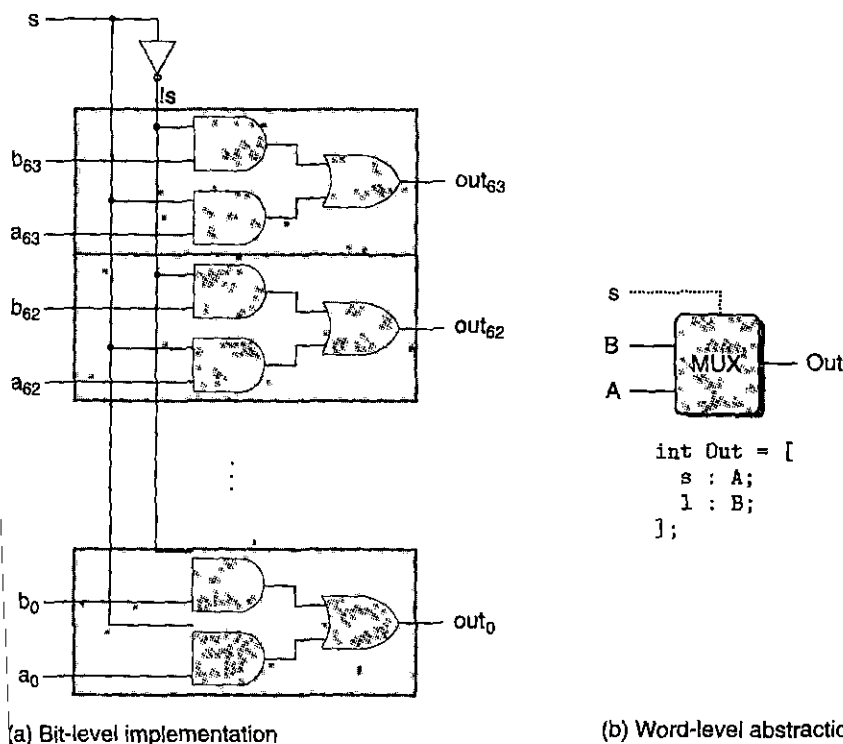 s
!s
b63
out63
a63
b62
out62
a62
s
B
MUX
Out
A
int Out = [
s : A;
1 : B;
];
b0
out0
a0
(a) Bit-level implementation
(b) Word-level abstractio